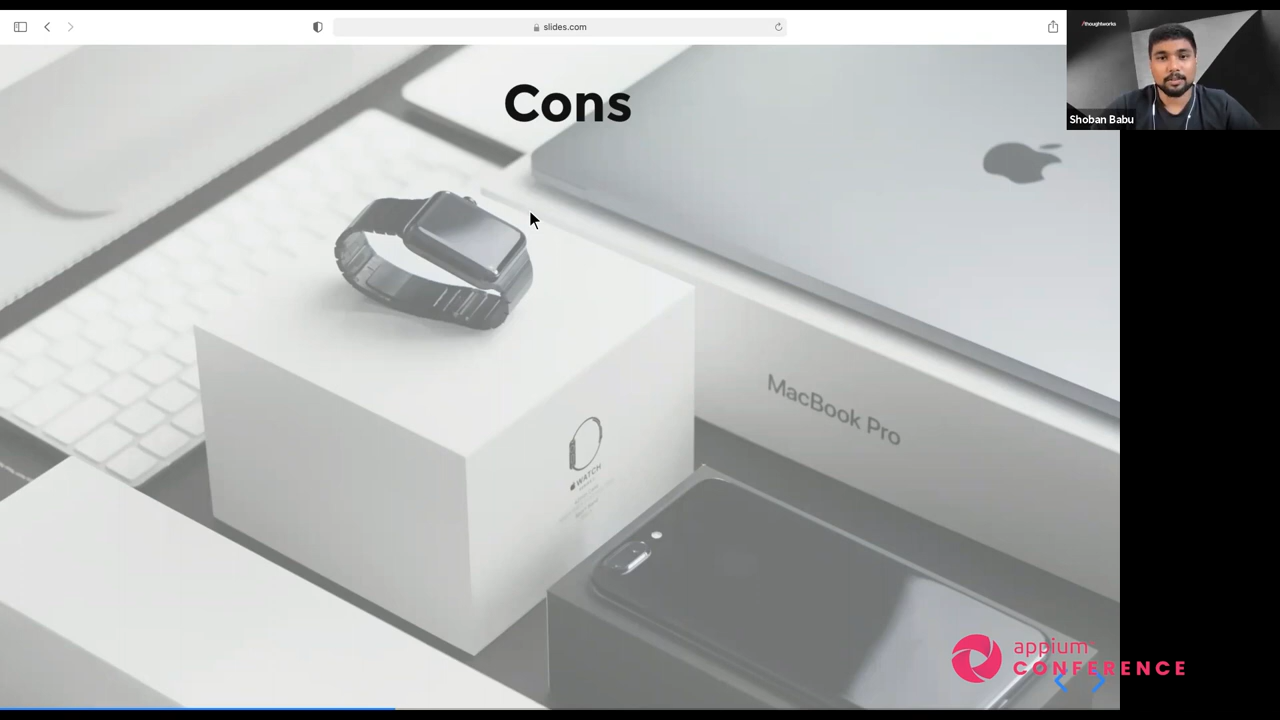 slides.com
/thoughtworks
Shoban Babu
Cons
MacBook Pro
WATCH
appium
CONFERENCE